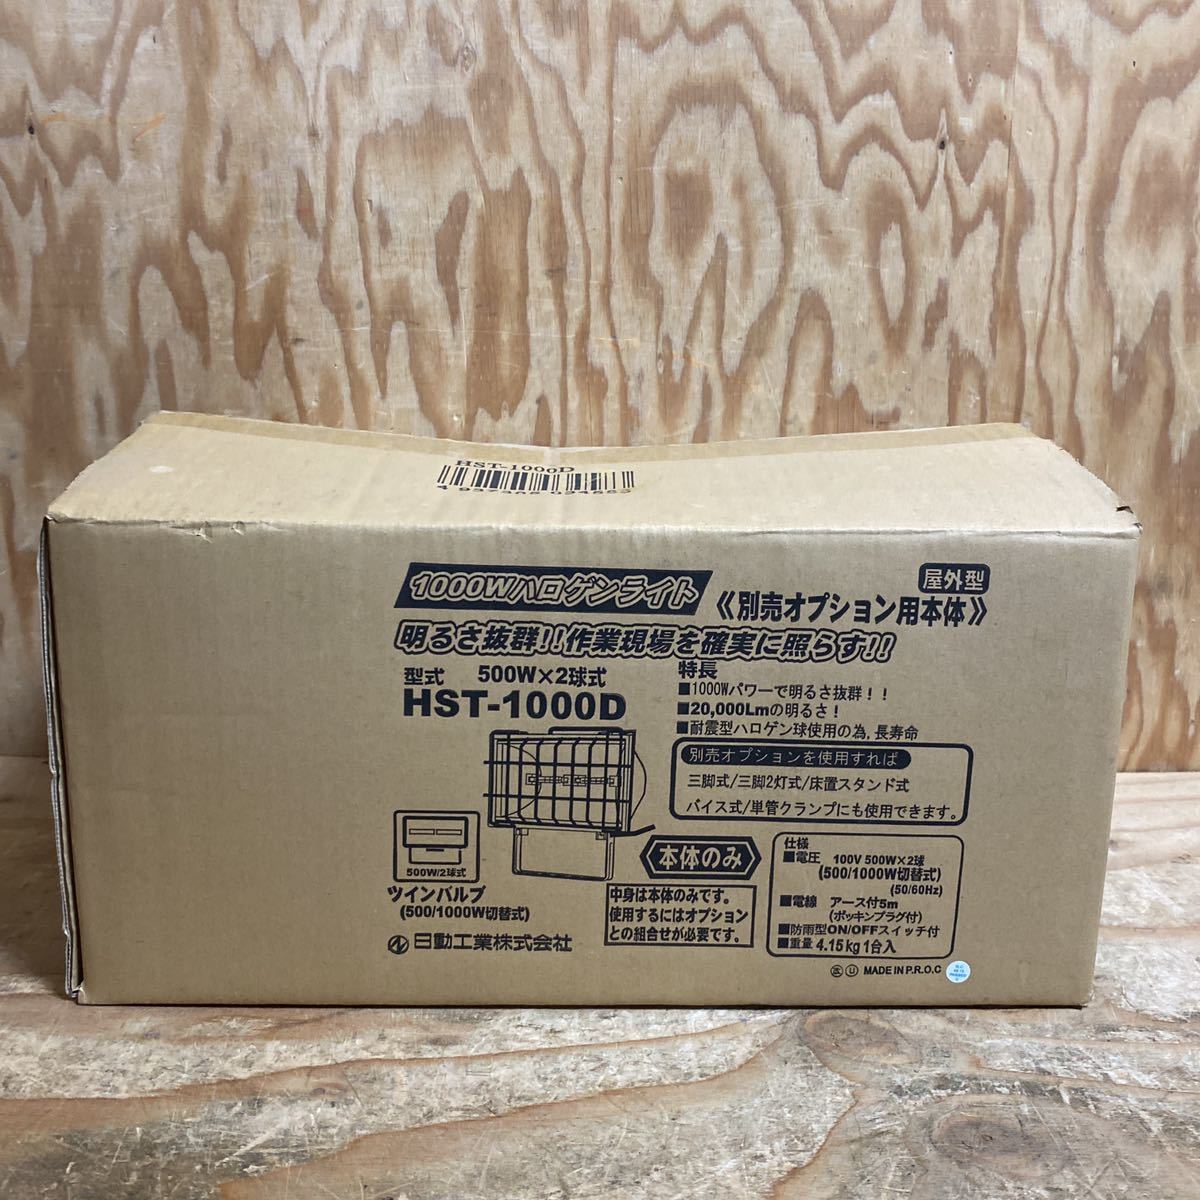 HST-1000D
1000Wハロゲンライト
屋外型
《別売オプション用本体》
明るさ抜群!!作業現場を確実に照らす!!
型式 500W×2球式
HST-1000D
特長
■1000Wパワーで明るさ抜群!!
■20,000Lmの明るさ!
■耐震型ハロゲン球使用の為,長寿命
別売オプションを使用すれば
三脚式/三脚2灯式/床置スタンド式
バイス式/単管クランプにも使用できます。
500W/2球式
ツインバルブ
(500/1000W切替式)
本体のみ
中身は本体のみです。
使用するにはオプション
との組合せが必要です。
仕様
■電圧 100V 500W×2球
(500/1000W切替式)
(50/60Hz)
■電線 アース付5m
(ポッキンプラグ付)
■防雨型ON/OFFスイッチ付
■重量 4.15kg 1台入
日動工業株式会社
MADE IN P.R.O.C